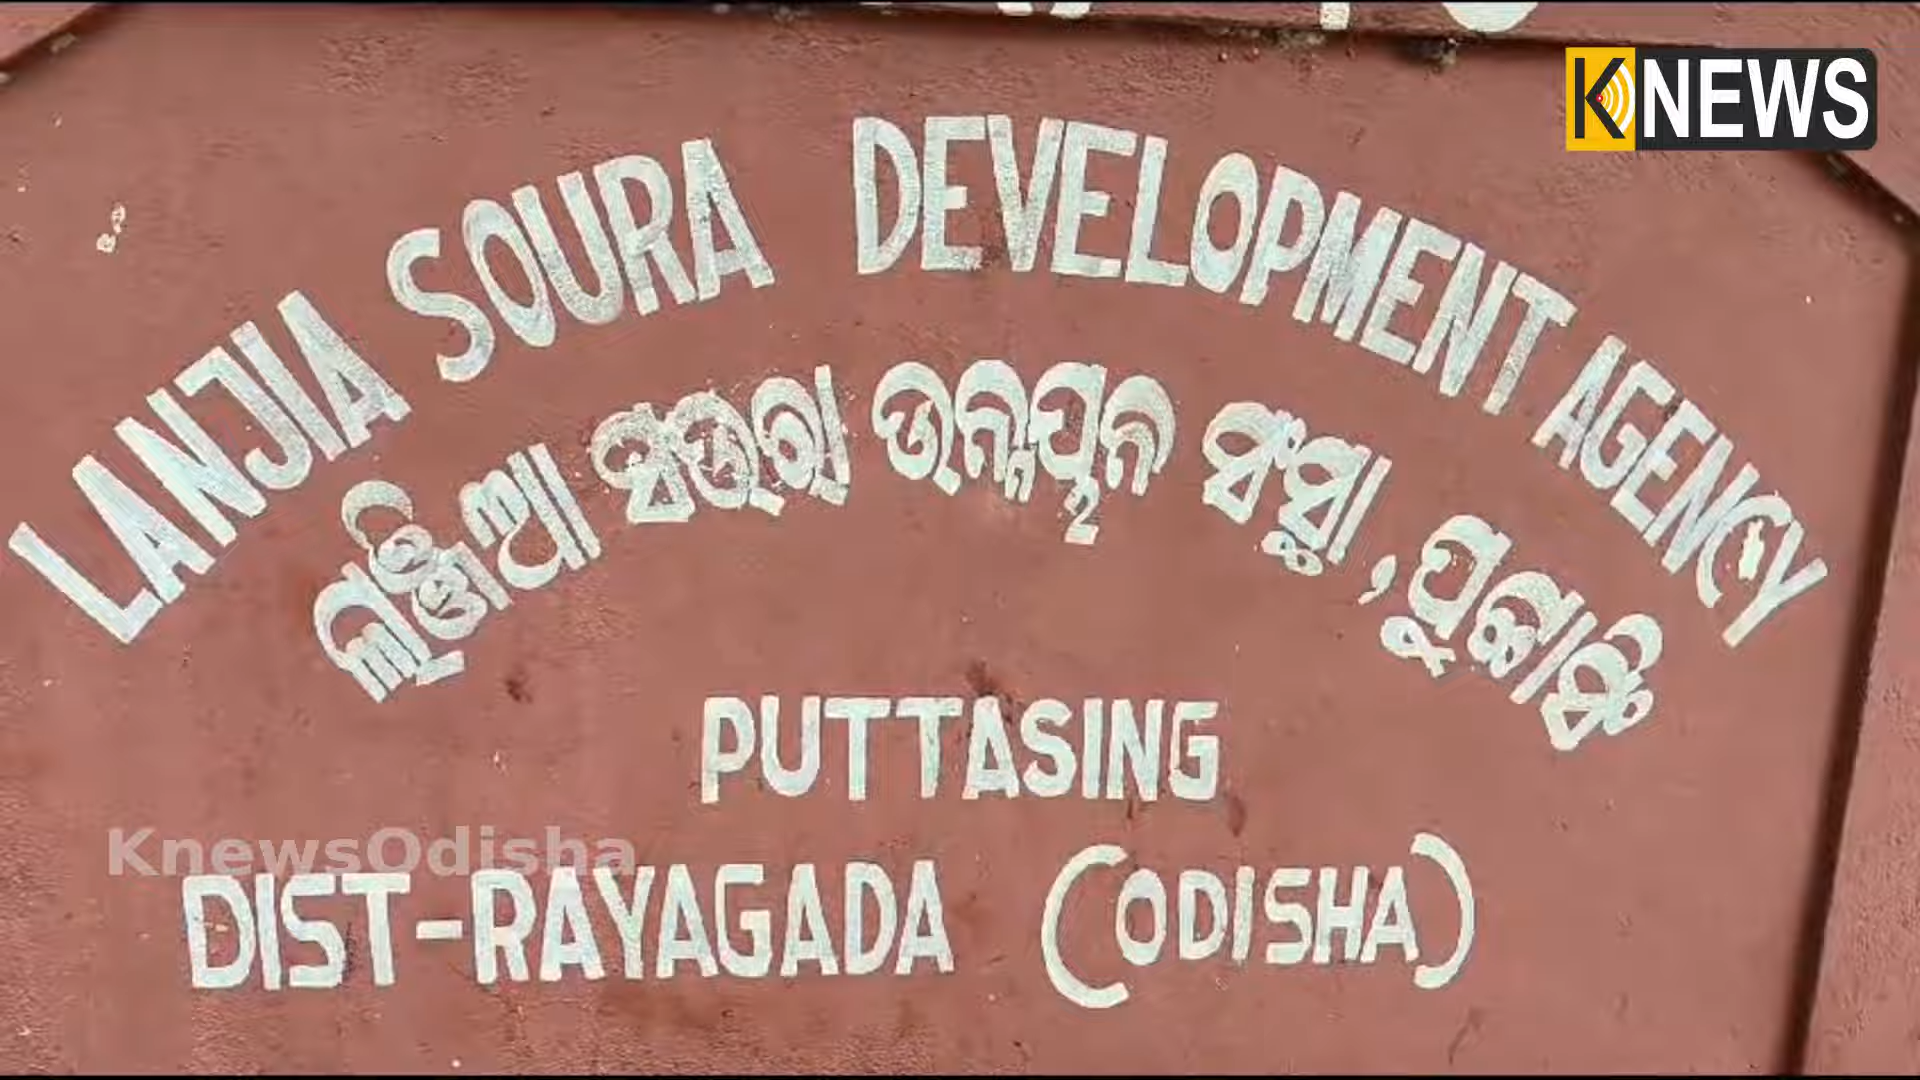 KNEWS
LANJIA SOURA DEVELOPMENT AGENCY
ଲାଞ୍ଜିଆ ସଉରା ଉନ୍ନୟନ ସଂସ୍ଥା, ପୁଟ୍ଟାସିଂ
PUTTASING
KnewsOdisha
DIST-RAYAGADA (ODISHA)